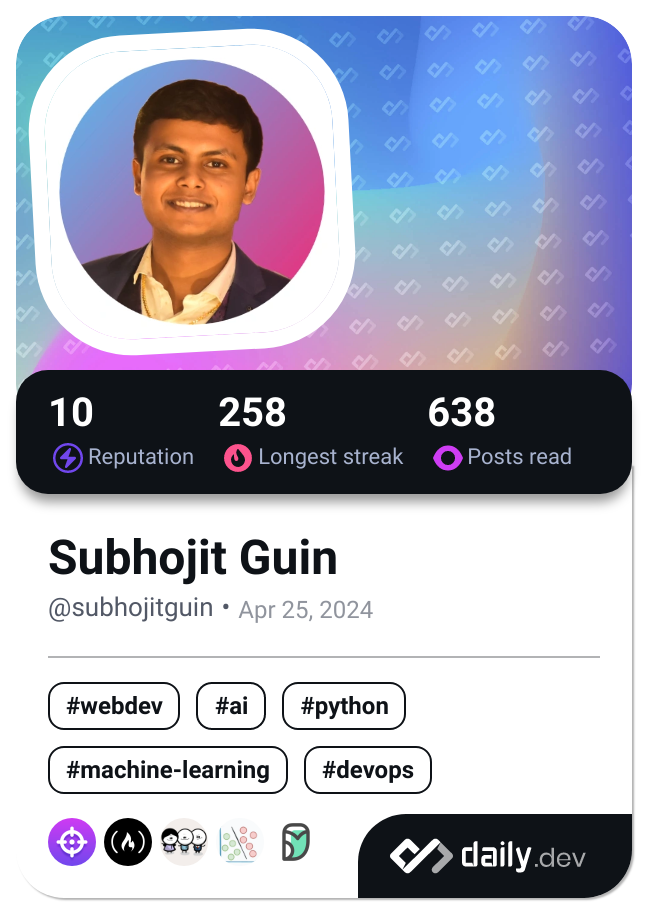 10 258 638
Reputation Longest streak Posts read
Subhojit Guin
@subhojitguin • Apr 25, 2024
#webdev #ai #python
#machine-learning #devops
daily.dev